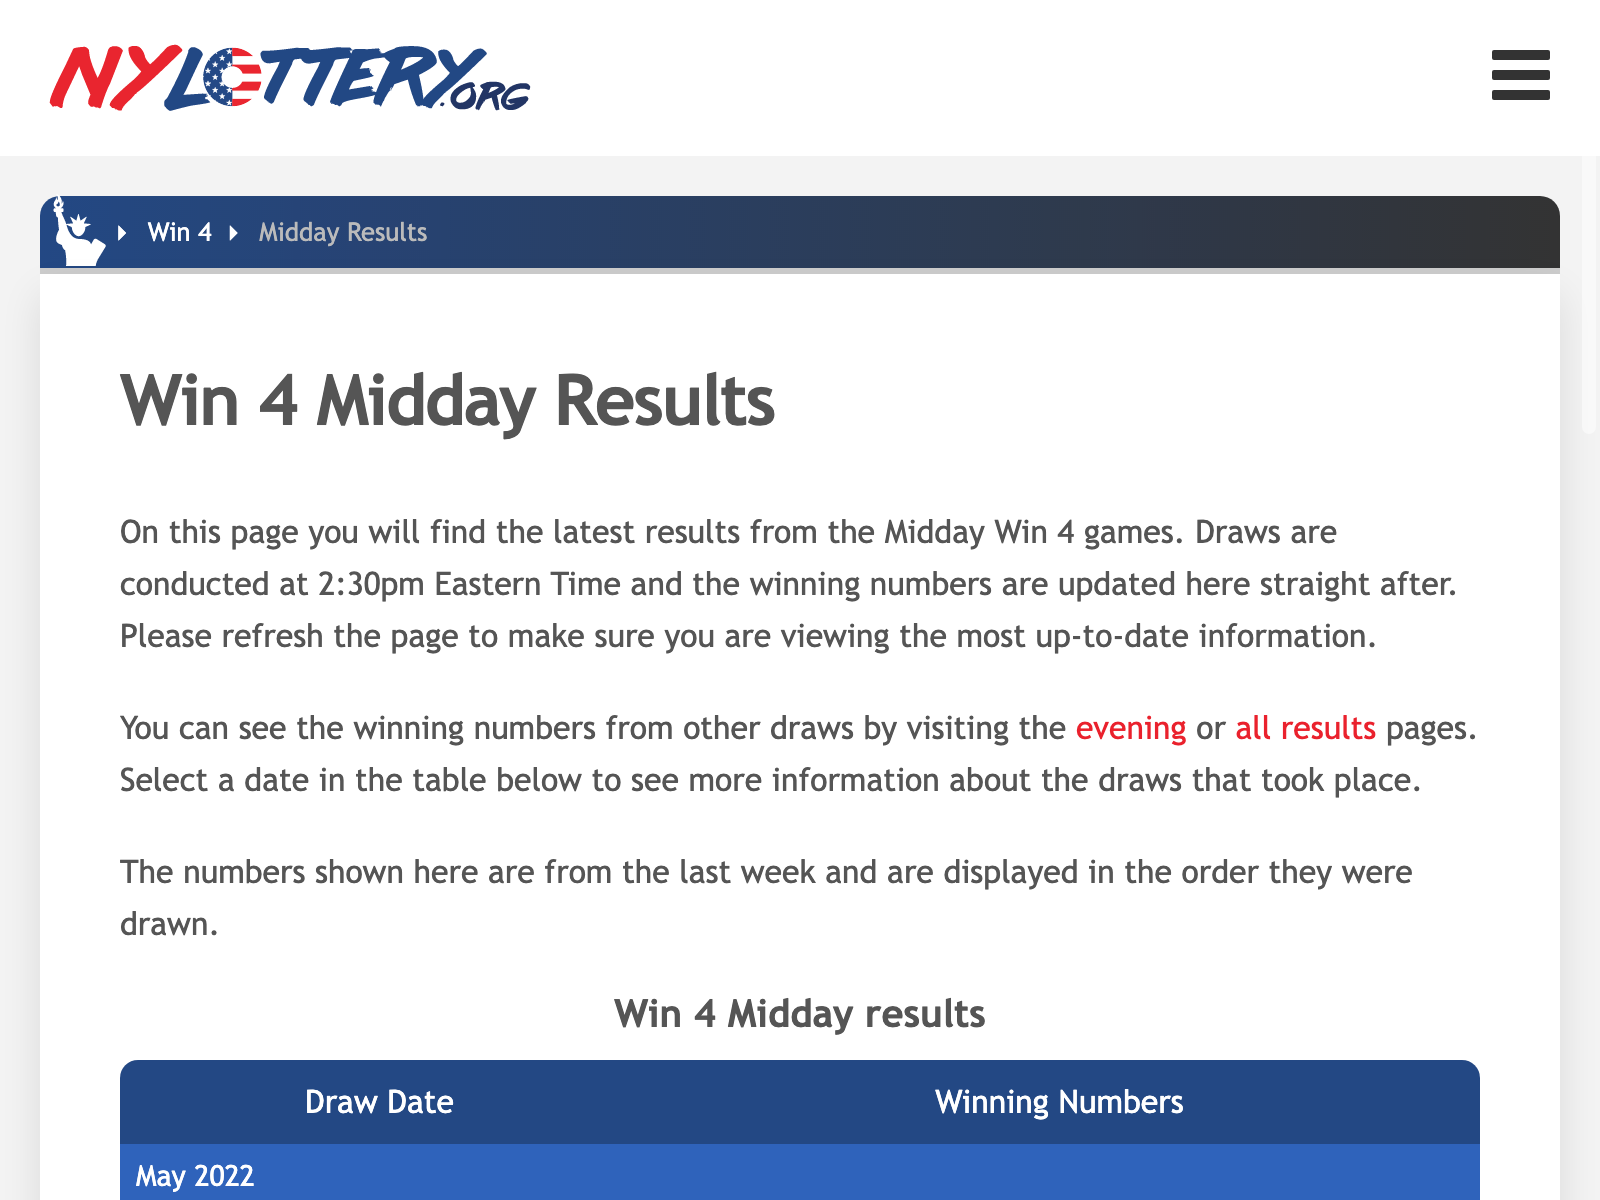 NYLOTTERY.ORG
Win 4 Midday Results
Win 4 Midday Results
On this page you will find the latest results from the Midday Win 4 games. Draws are
conducted at 2:30pm Eastern Time and the winning numbers are updated here straight after.
Please refresh the page to make sure you are viewing the most up-to-date information.
You can see the winning numbers from other draws by visiting the evening or all results pages.
Select a date in the table below to see more information about the draws that took place.
The numbers shown here are from the last week and are displayed in the order they were
drawn.
Win 4 Midday results
Draw Date Winning Numbers
May 2022